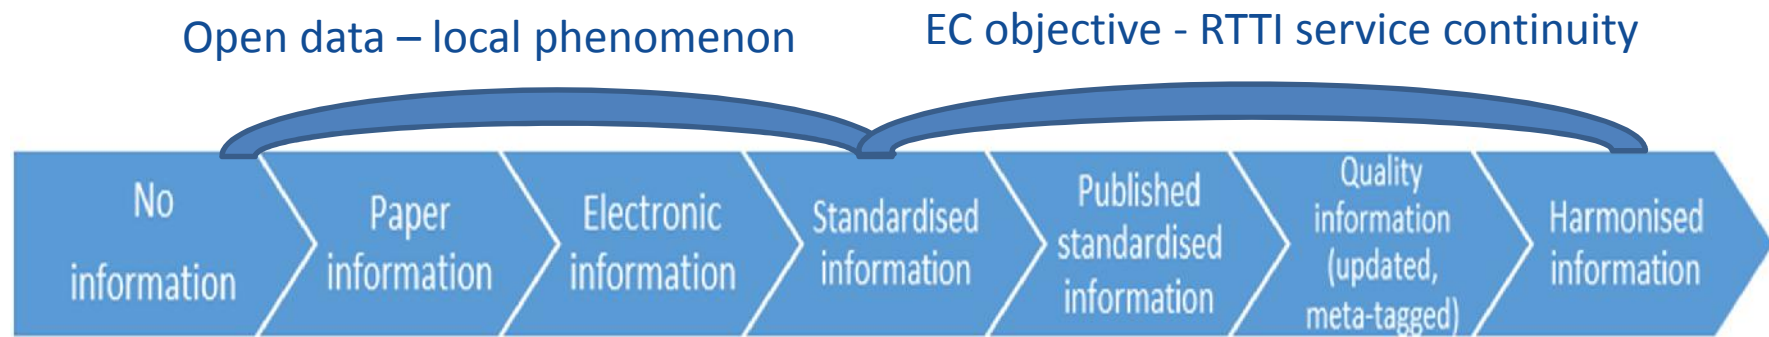 Open data – local phenomenon
EC objective - RTTI service continuity
No
information
Paper
information
Electronic
information
Standardised
information
Published
standardised
information
Quality
information
(updated,
meta-tagged)
Harmonised
information